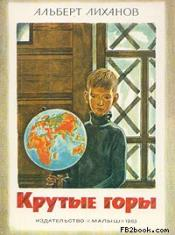 АЛЬБЕРТ ЛИХАНОВ
Крутые горы
ИЗДАТЕЛЬСТВО «МАЛЫШ» 1983
FB2book.com